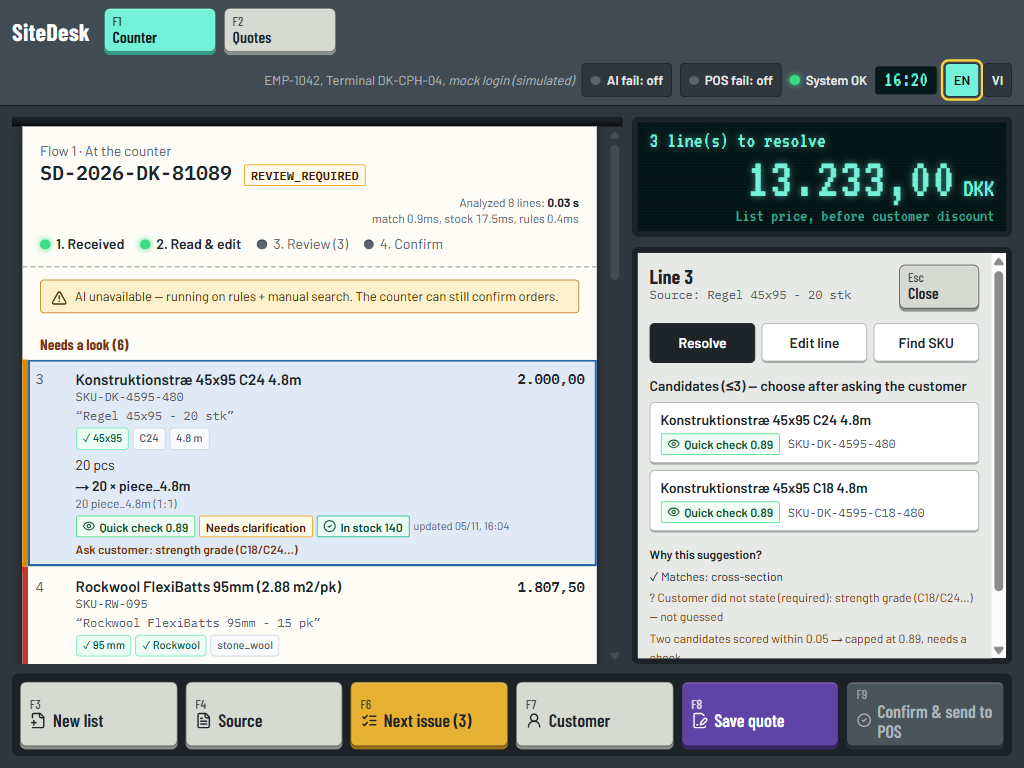 SiteDesk
F1
Counter
F2
Quotes
EMP-1042, Terminal DK-CPH-04, mock login (simulated)
AI fail: off
POS fail: off
System OK
16:20
EN
VI
Flow 1 · At the counter
SD-2026-DK-81089
REVIEW_REQUIRED
Analyzed 8 lines: 0.03 s
match 0.9ms, stock 17.5ms, rules 0.4ms
1. Received
2. Read & edit
3. Review (3)
4. Confirm
AI unavailable — running on rules + manual search. The counter can still confirm orders.
Needs a look (6)
3
Konstruktionstræ 45x95 C24 4.8m
2.000,00
SKU-DK-4595-480
“Regel 45x95 - 20 stk”
✓ 45x95
C24
4.8 m
20 pcs
→ 20 × piece_4.8m
20 piece_4.8m (1:1)
Quick check 0.89
Needs clarification
In stock 140
updated 05/11, 16:04
Ask customer: strength grade (C18/C24…)
4
Rockwool FlexiBatts 95mm (2.88 m2/pk)
1.807,50
SKU-RW-095
“Rockwool FlexiBatts 95mm - 15 pk”
✓ 95 mm
✓ Rockwool
stone_wool
3 line(s) to resolve
13.233,00 DKK
List price, before customer discount
Line 3
Source: Regel 45x95 - 20 stk
Esc
Close
Resolve
Edit line
Find SKU
Candidates (≤3) — choose after asking the customer
Konstruktionstræ 45x95 C24 4.8m
Quick check 0.89
SKU-DK-4595-480
Konstruktionstræ 45x95 C18 4.8m
Quick check 0.89
SKU-DK-4595-C18-480
Why this suggestion?
✓ Matches: cross-section
? Customer did not state (required): strength grade (C18/C24…)
— not guessed
Two candidates scored within 0.05 → capped at 0.89, needs a
check
F3
New list
F4
Source
F6
Next issue (3)
F7
Customer
F8
Save quote
F9
Confirm & send to
POS